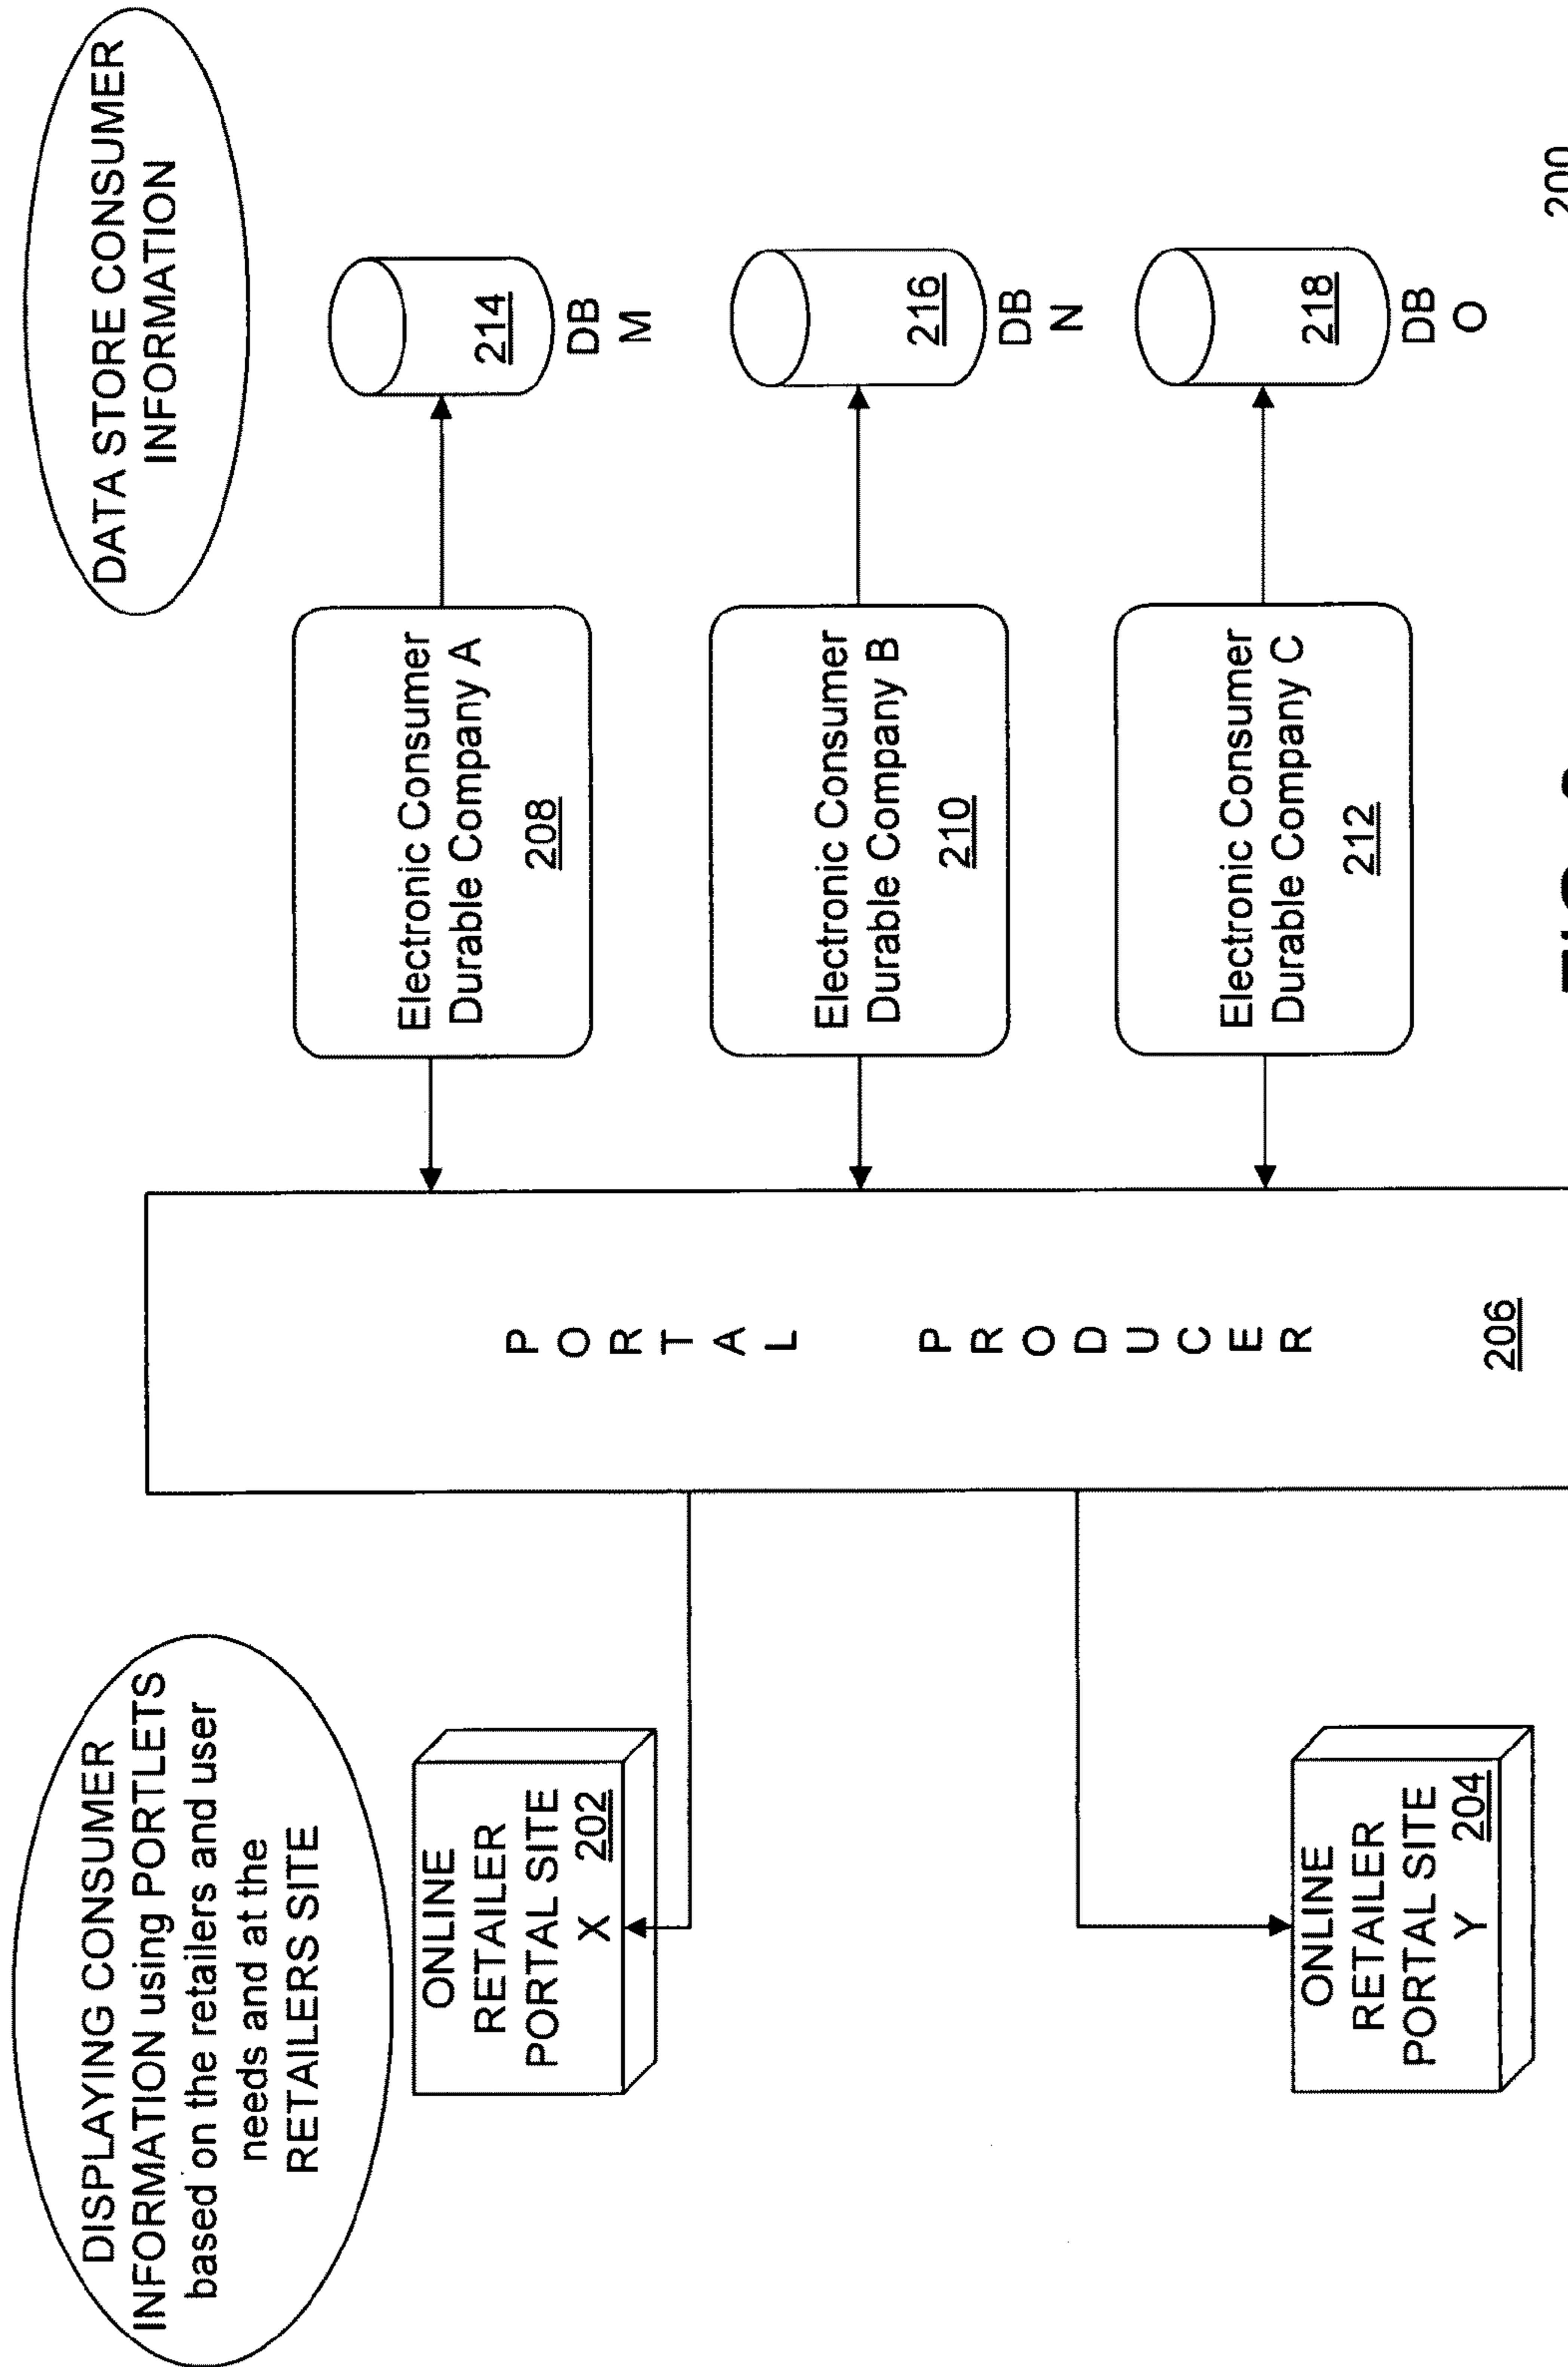 DISPLAYING CONSUMER
INFORMATION using PORTLETS
based on the retailers and user
needs and at the
RETAILERS SITE
ONLINE
RETAILER
PORTAL SITE
X 202
ONLINE
RETAILER
PORTAL SITE
Y 204
PORTAL PRODUCER
206
Electronic Consumer
Durable Company A
208
Electronic Consumer
Durable Company B
210
Electronic Consumer
Durable Company C
212
DATA STORE CONSUMER
INFORMATION
214
DB
M
216
DB
N
218
DB
O
200